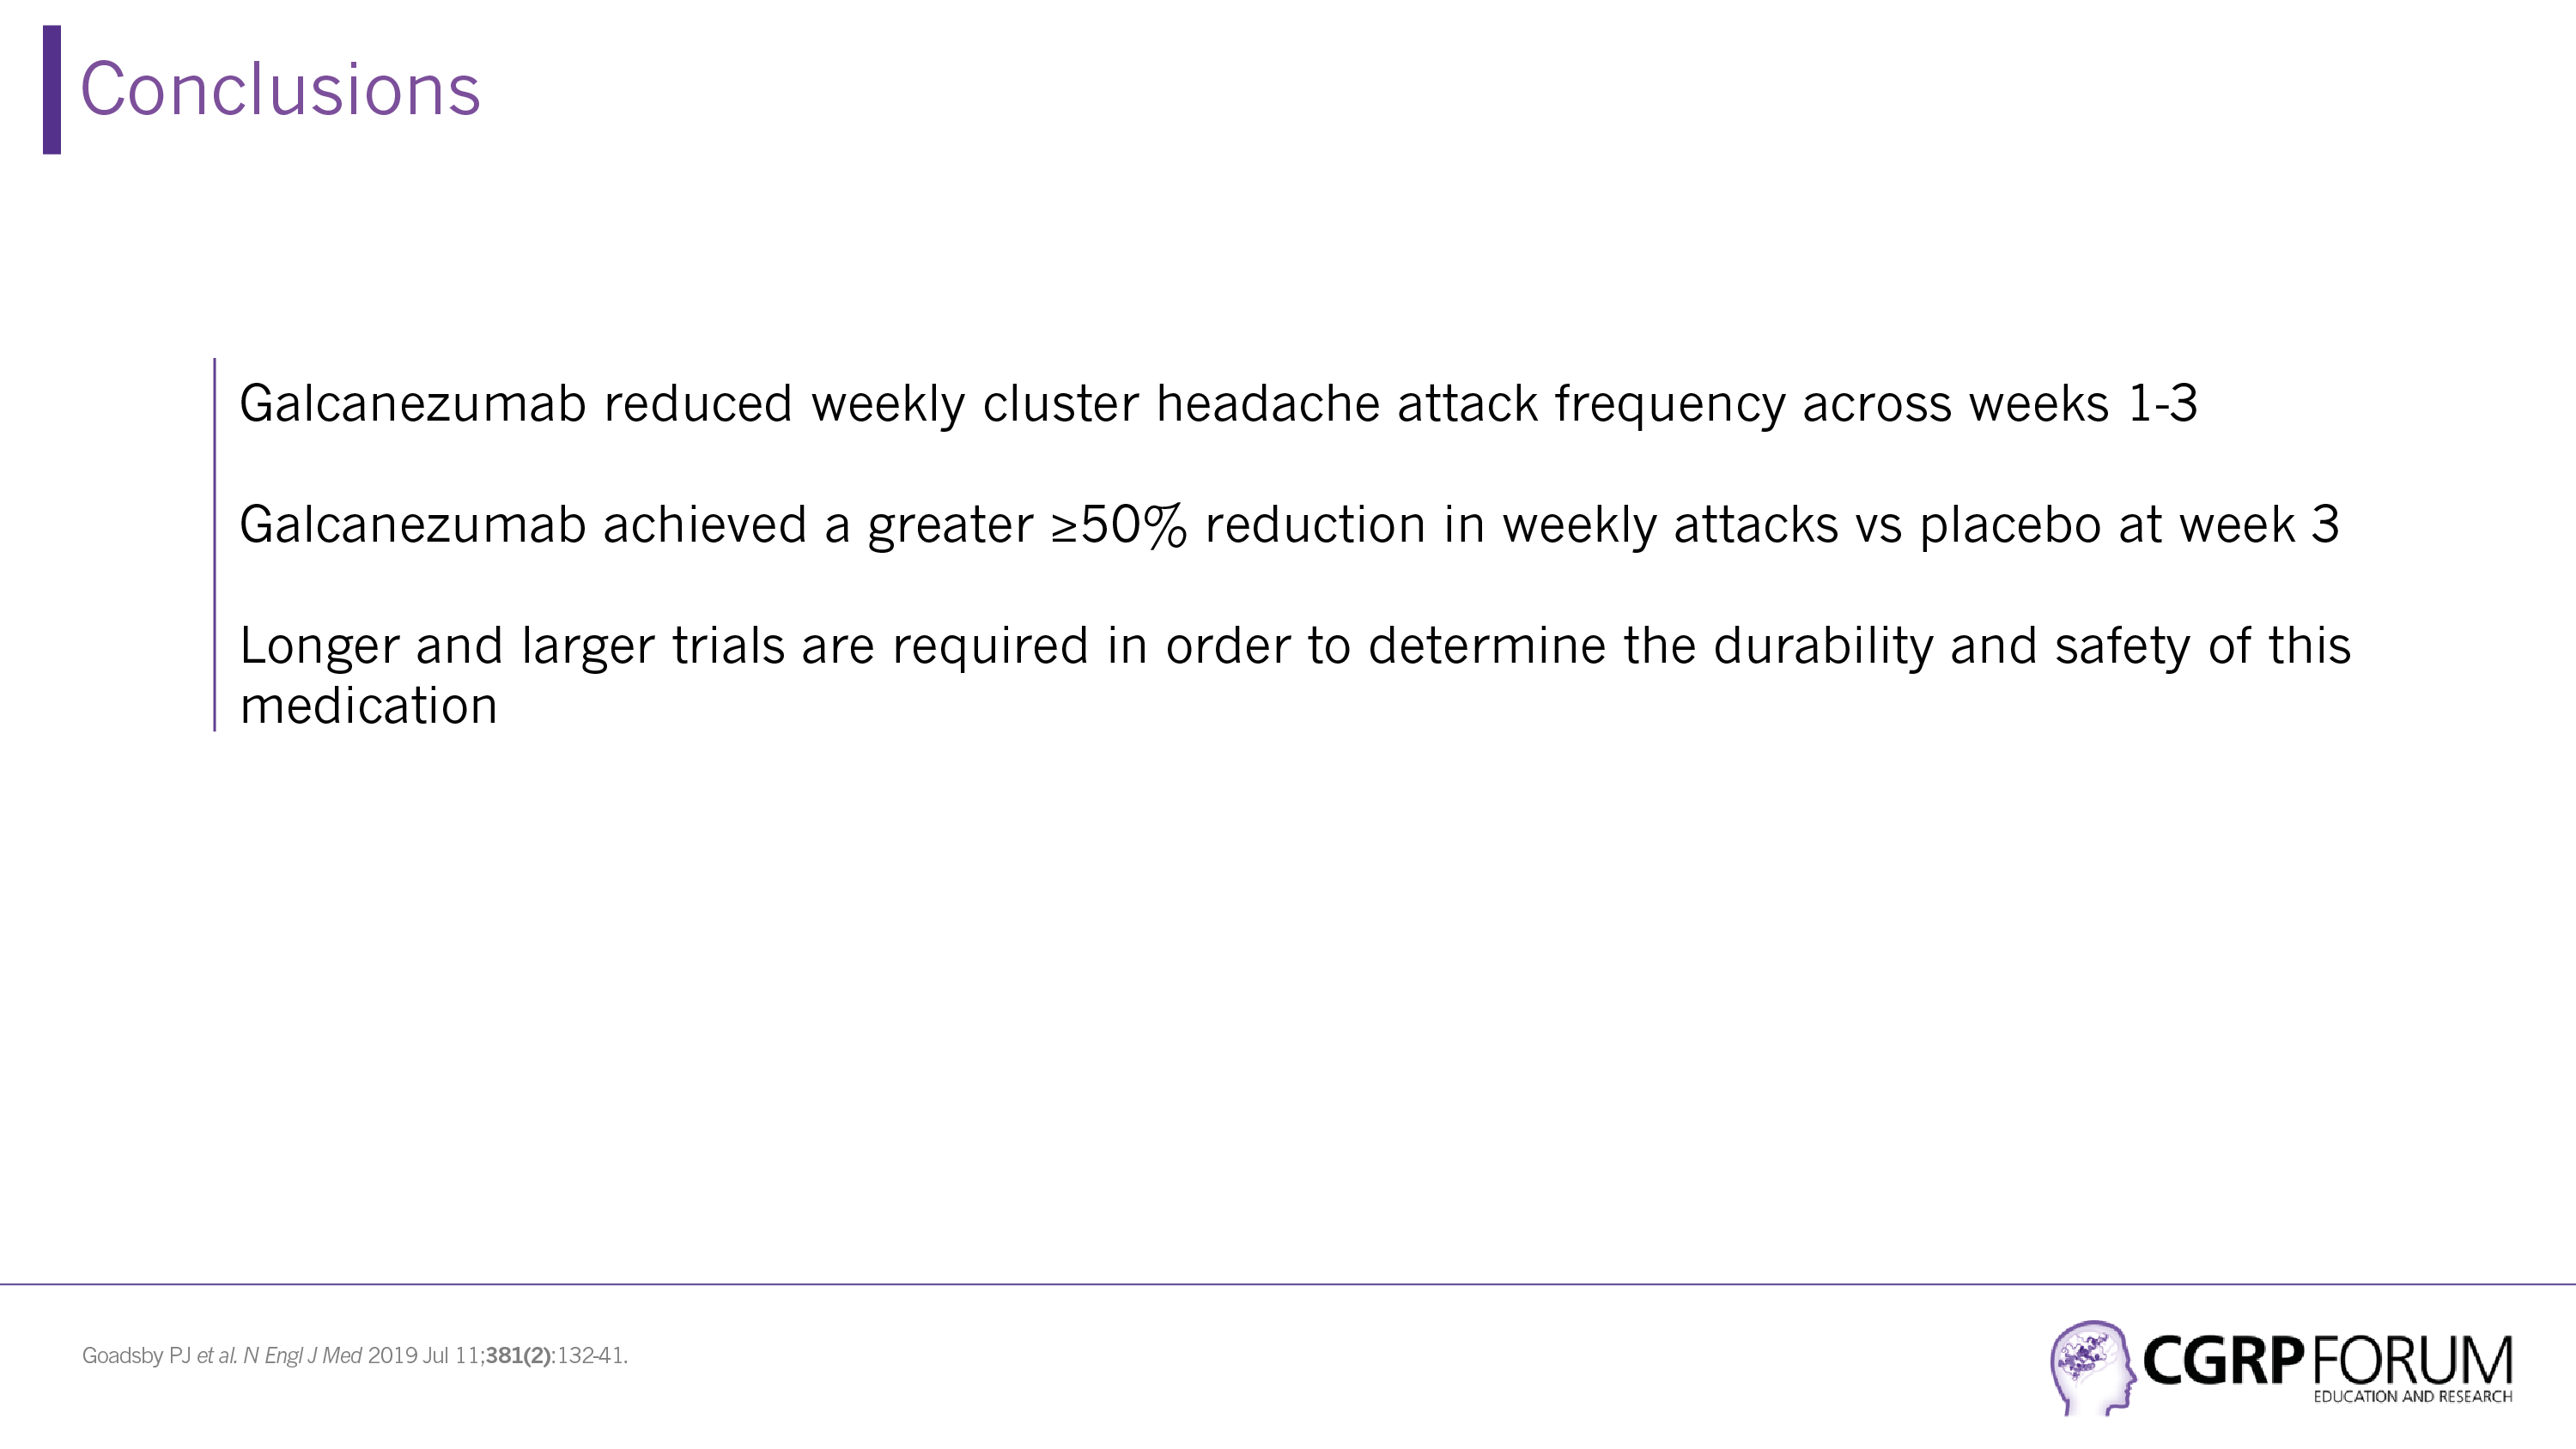 Conclusions
Galcanezumab reduced weekly cluster headache attack frequency across weeks 1-3
Galcanezumab achieved a greater ≥50% reduction in weekly attacks vs placebo at week 3
Longer and larger trials are required in order to determine the durability and safety of this
medication
Goadsby PJ et al. N Engl J Med 2019 Jul 11;381(2):132-41.
CGRP FORUM
EDUCATION AND RESEARCH